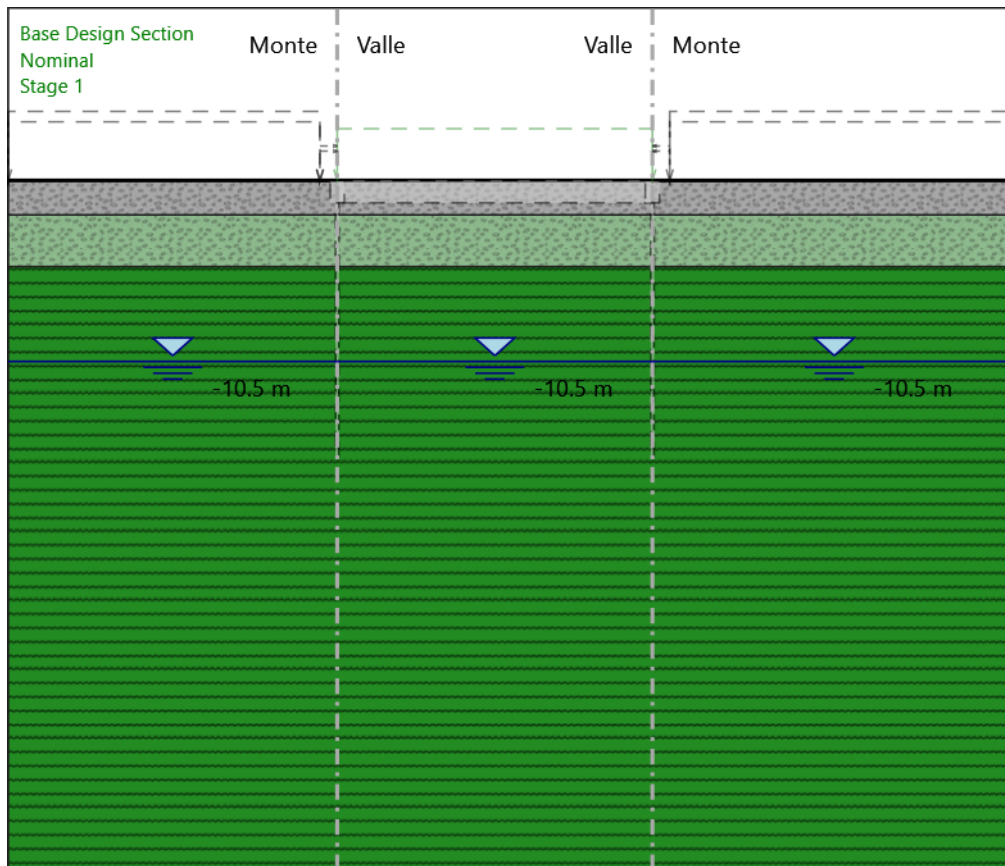 Base Design Section
Nominal
Stage 1
Monte
Valle
Valle
Monte
-10.5 m
-10.5 m
-10.5 m